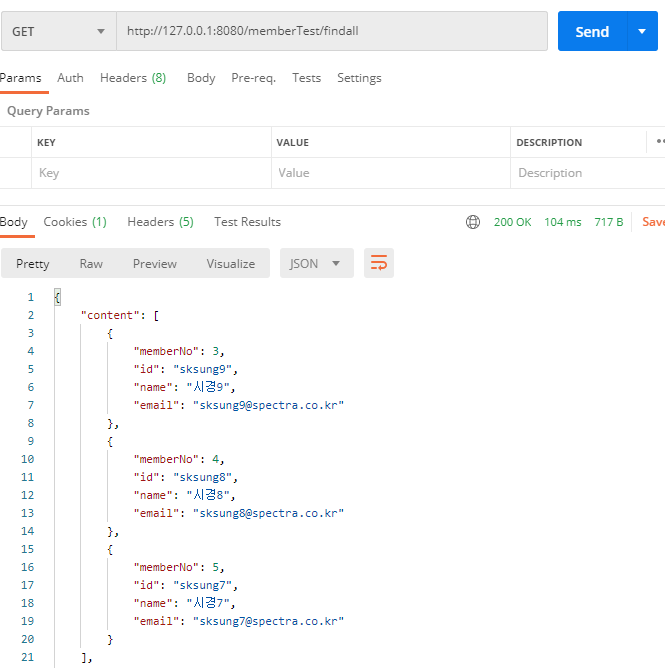 GET http://127.0.0.1:8080/memberTest/findall Send
Params Auth Headers (8) Body Pre-req. Tests Settings
Query Params
KEY VALUE DESCRIPTION
Key Value Description
Body Cookies (1) Headers (5) Test Results 200 OK 104 ms 717 B Save
Pretty Raw Preview Visualize JSON
1 {
2 "content": [
3 {
4 "memberNo": 3,
5 "id": "sksung9",
6 "name": "시경9",
7 "email": "sksung9@spectra.co.kr"
8 },
9 {
10 "memberNo": 4,
11 "id": "sksung8",
12 "name": "시경8",
13 "email": "sksung8@spectra.co.kr"
14 },
15 {
16 "memberNo": 5,
17 "id": "sksung7",
18 "name": "시경7",
19 "email": "sksung7@spectra.co.kr"
20 }
21 ],